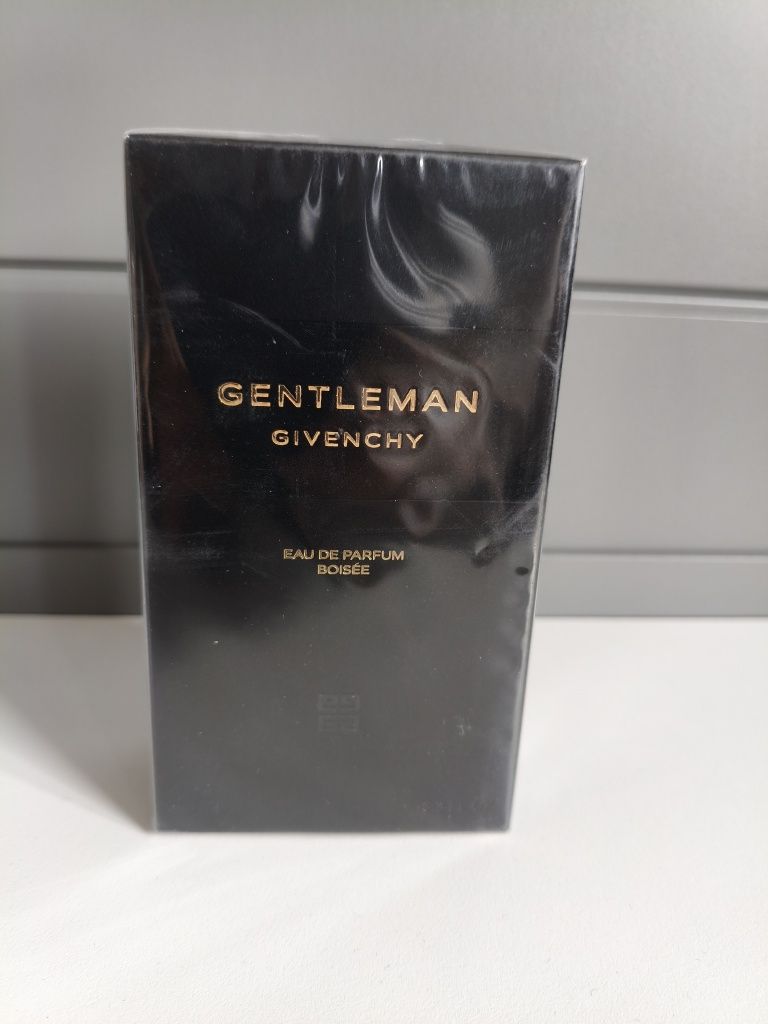 GENTLEMAN
GIVENCHY
EAU DE PARFUM
BOISÉE